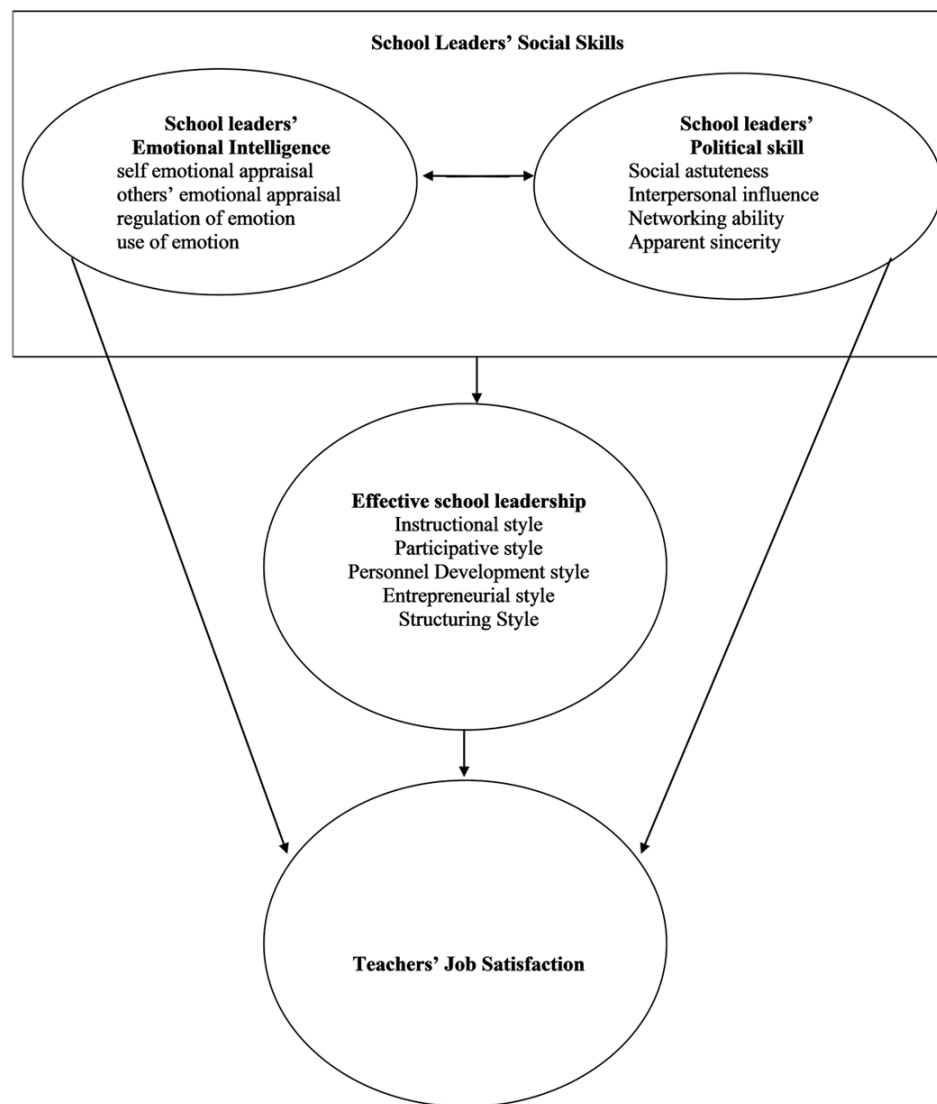 School Leaders’ Social Skills
School leaders’
Emotional Intelligence
self emotional appraisal
others’ emotional appraisal
regulation of emotion
use of emotion
School leaders’
Political skill
Social astuteness
Interpersonal influence
Networking ability
Apparent sincerity
Effective school leadership
Instructional style
Participative style
Personnel Development style
Entrepreneurial style
Structuring Style
Teachers’ Job Satisfaction